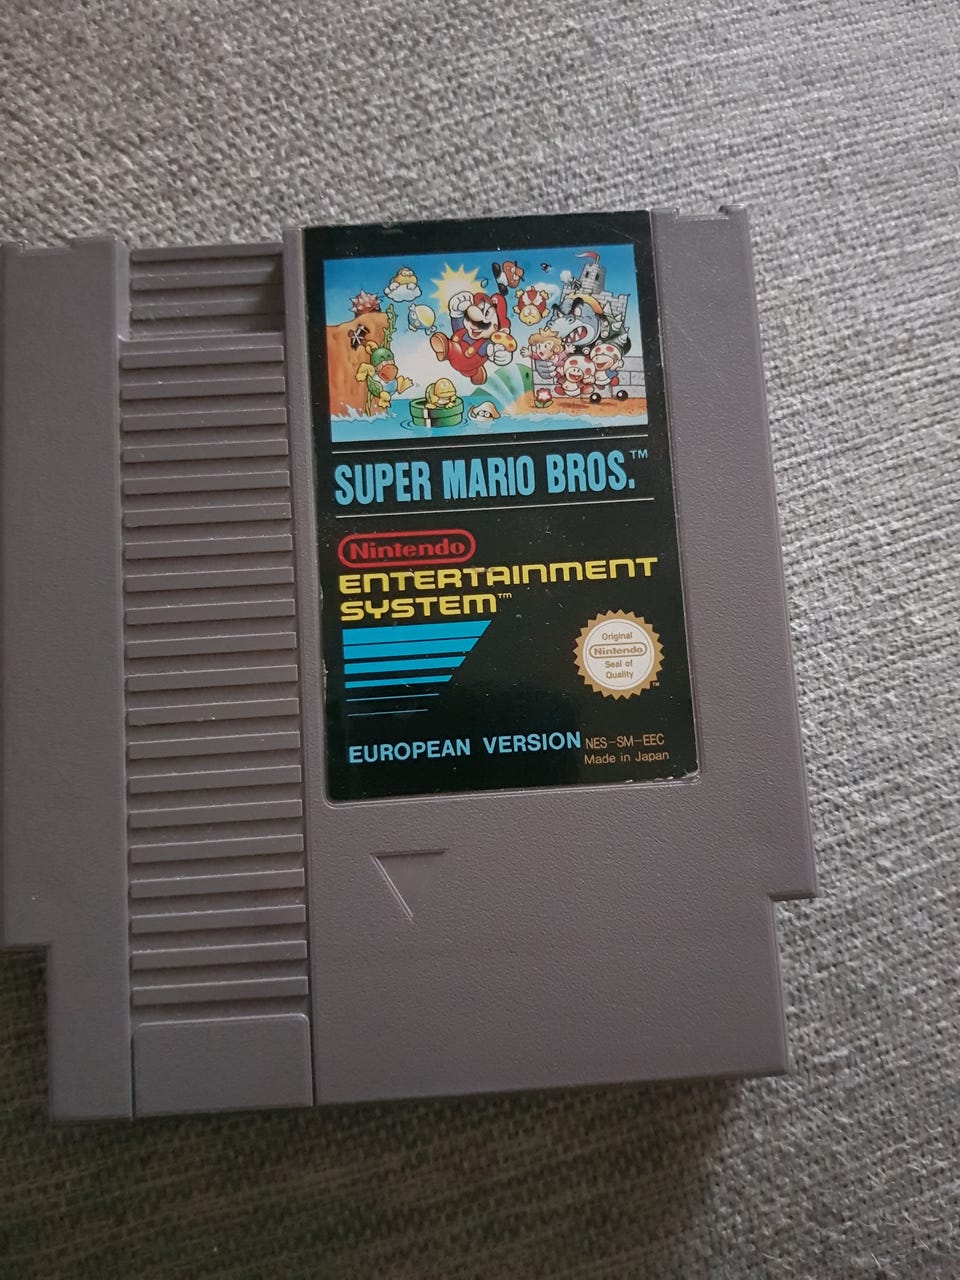 SUPER MARIO BROS.™
Nintendo
ENTERTAINMENT
SYSTEM™
Original
Nintendo
Seal of
Quality
TM
EUROPEAN VERSION NES-SM-EEC
Made in Japan